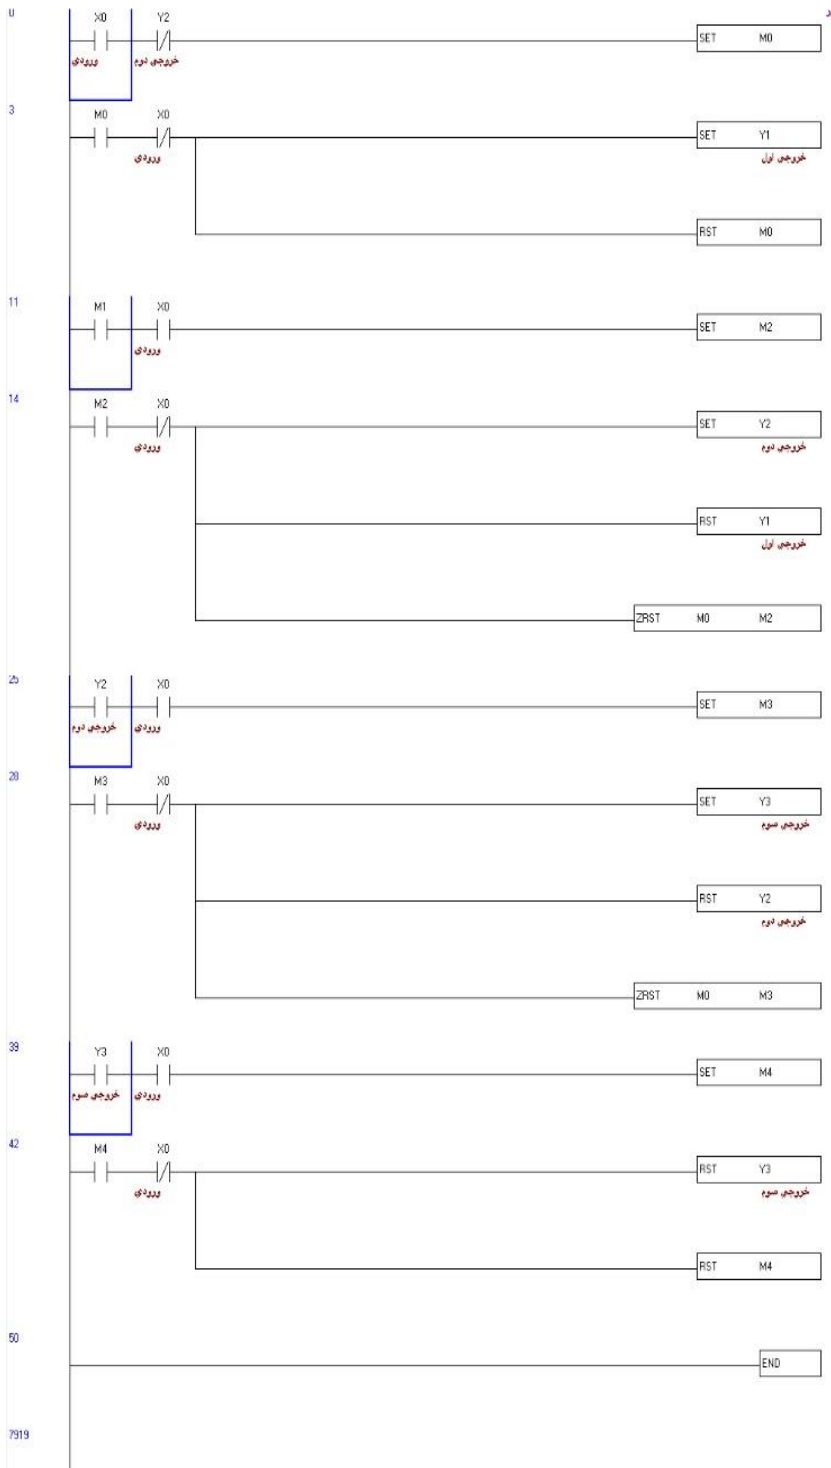 0
X0 Y2
SET M0
ورودی خروجی دوم
3
M0 X0
SET Y1
ورودی خروجی اول
RST M0
11
M1 X0
SET M2
ورودی
14
M2 X0
SET Y2
ورودی خروجی دوم
RST Y1
خروجی اول
ZRST M0 M2
25
Y2 X0
SET M3
خروجی دوم ورودی
28
M3 X0
SET Y3
ورودی خروجی سوم
RST Y2
خروجی دوم
ZRST M0 M3
39
Y3 X0
SET M4
خروجی سوم ورودی
42
M4 X0
RST Y3
ورودی خروجی سوم
RST M4
50
END
7919